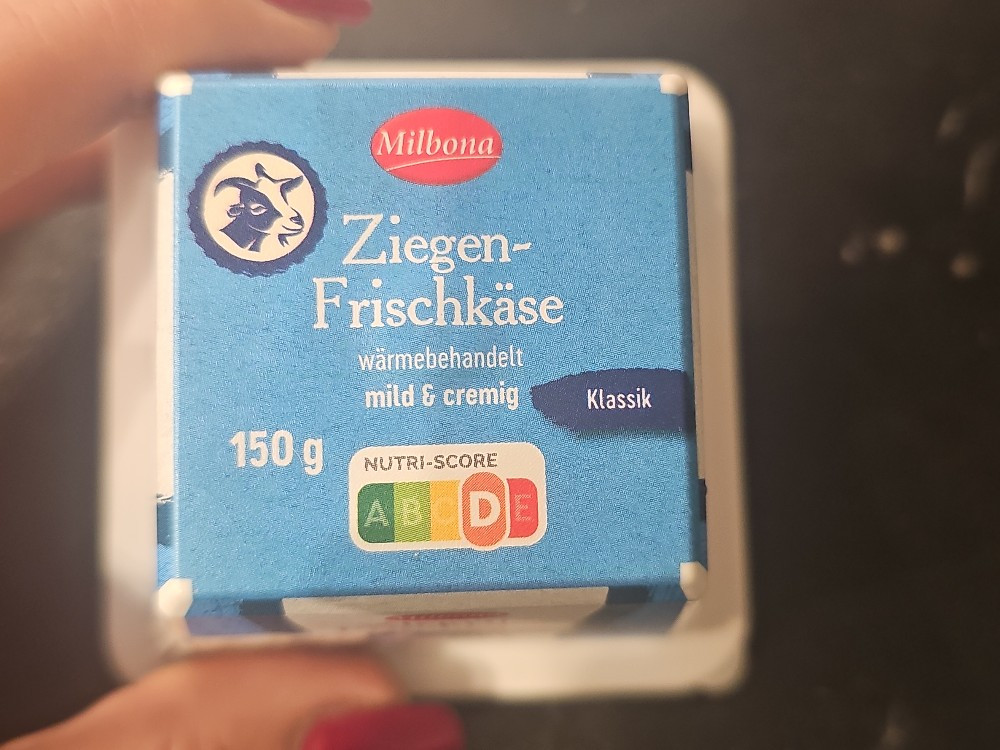 Milbona
Ziegen-
Frischkäse
wärmebehandelt
mild & cremig
Klassik
150 g
NUTRI-SCORE
A B C D E